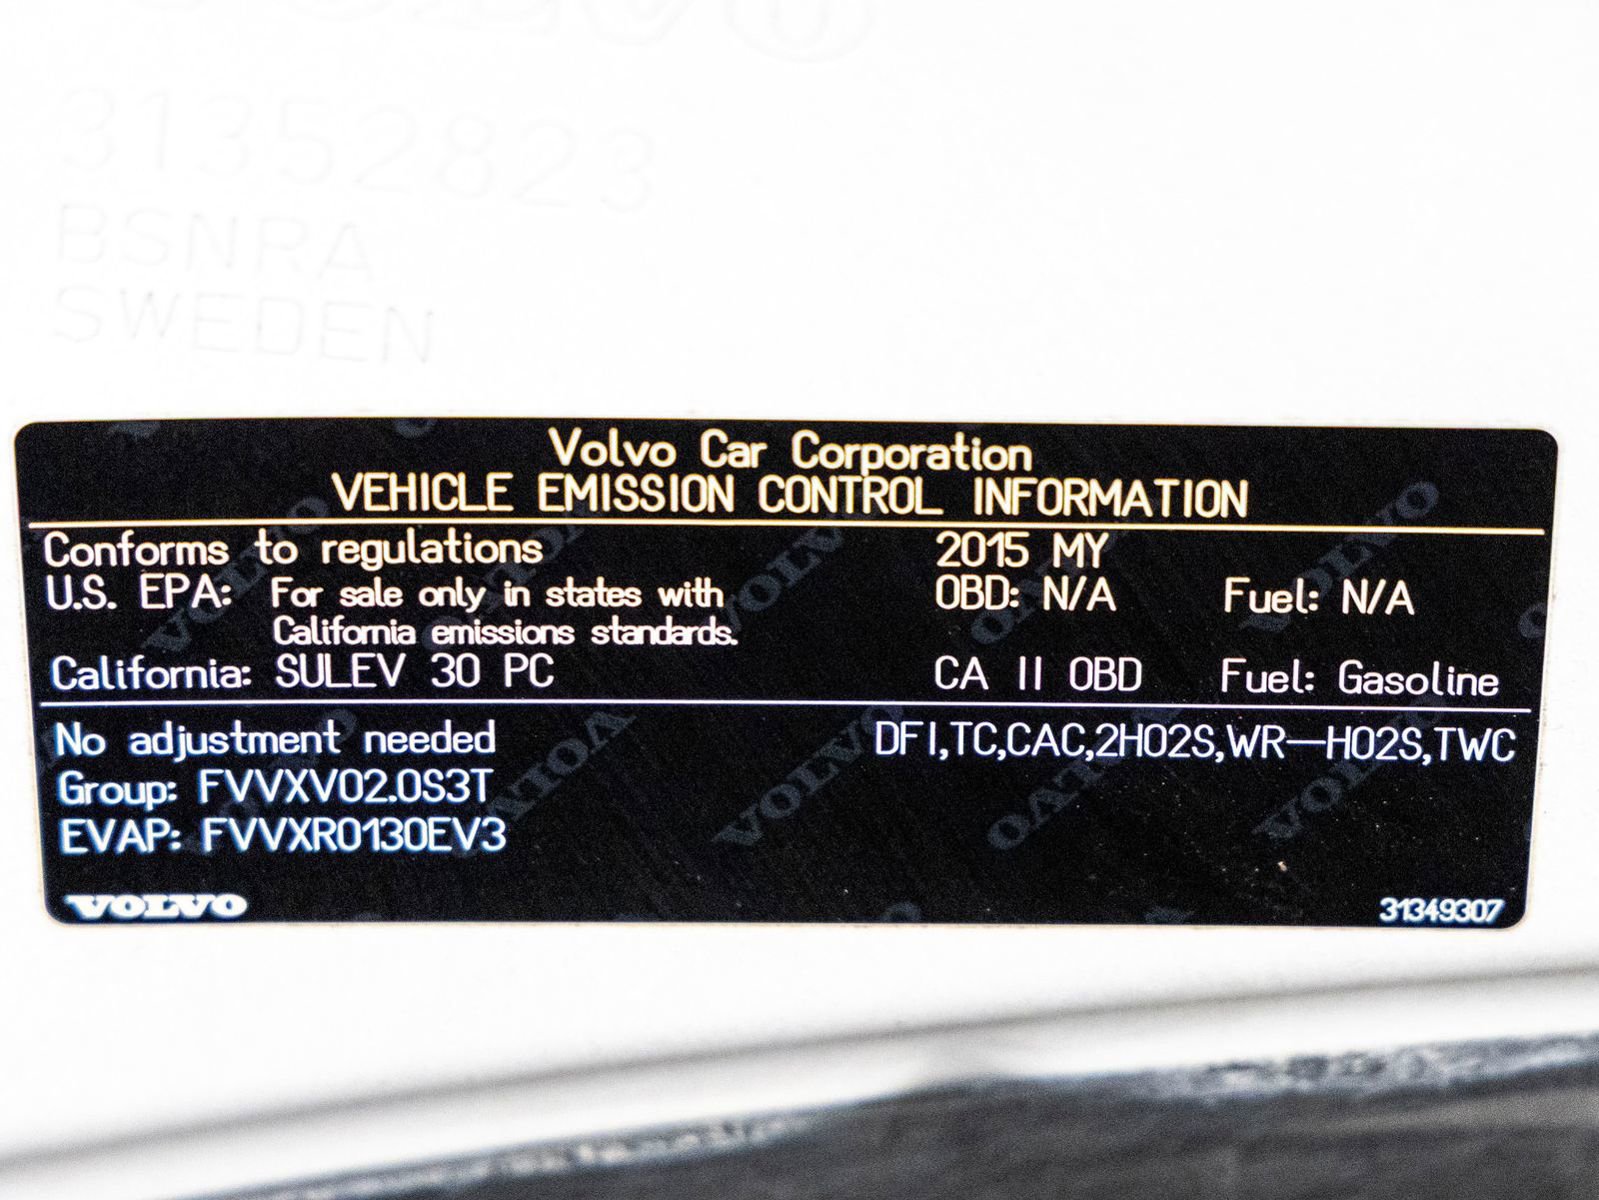 VOLVO
31352823
BSNRA
SWEDEN
Volvo Car Corporation
VEHICLE EMISSION CONTROL INFORMATION
Conforms to regulations 2015 MY
U.S. EPA: For sale only in states with OBD: N/A Fuel: N/A
California emissions standards.
California: SULEV 30 PC CA II OBD Fuel: Gasoline
No adjustment needed DFI,TC,CAC,2HO2S,WR-HO2S,TWC
Group: FVVXV02.0S3T
EVAP: FVVXR0130EV3
VOLVO 31349307